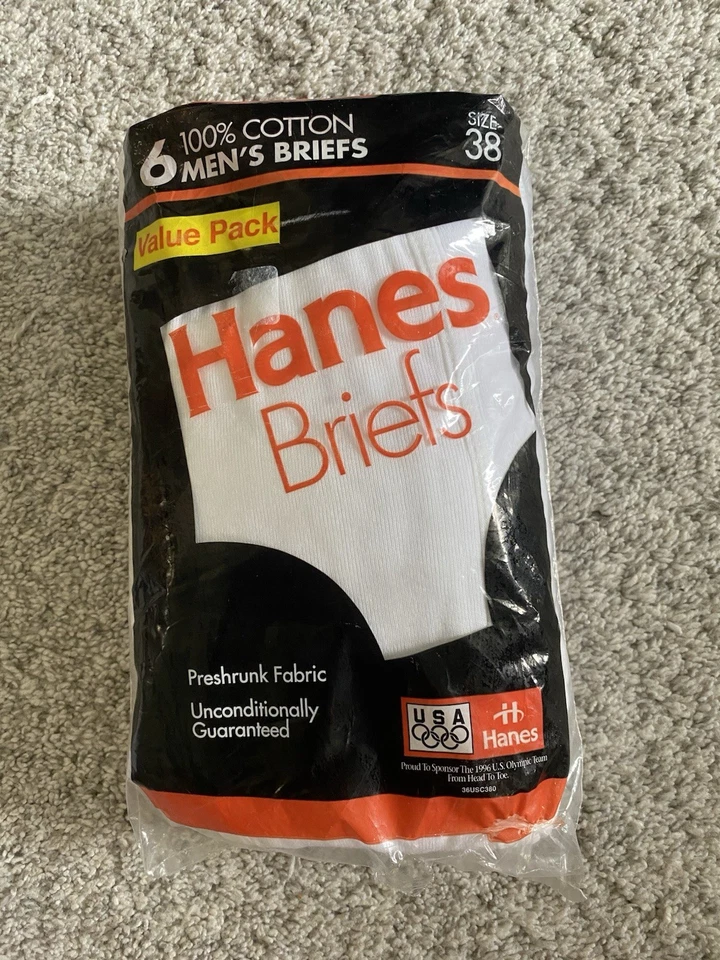 6 100% COTTON
MEN'S BRIEFS
SIZE
38
Value Pack
Hanes
Briefs
Preshrunk Fabric
Unconditionally
Guaranteed
USA
H
Hanes
Proud To Sponsor The 1996 U.S. Olympic Team
From Head To Toe.
36USC380